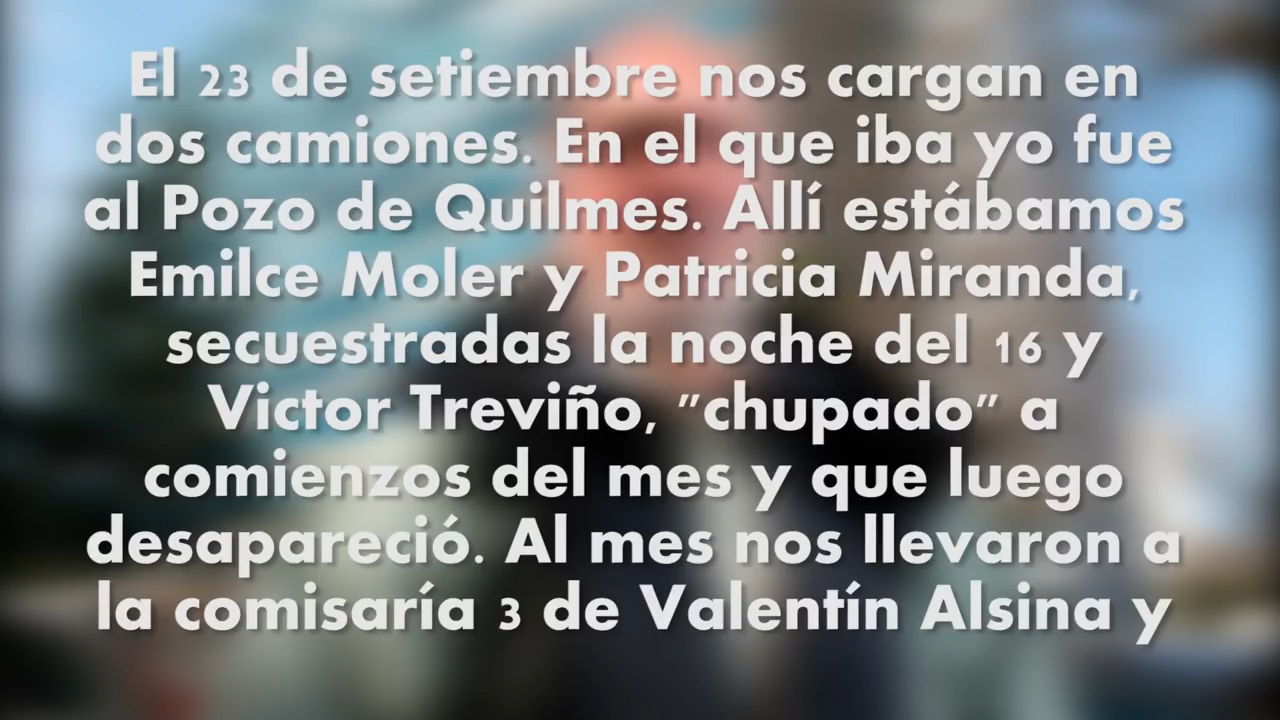 El 23 de setiembre nos cargan en
dos camiones. En el que iba yo fue
al Pozo de Quilmes. Allí estábamos
Emilce Moler y Patricia Miranda,
secuestradas la noche del 16 y
Victor Treviño, "chupado" a
comienzos del mes y que luego
desapareció. Al mes nos llevaron a
la comisaría 3 de Valentín Alsina y